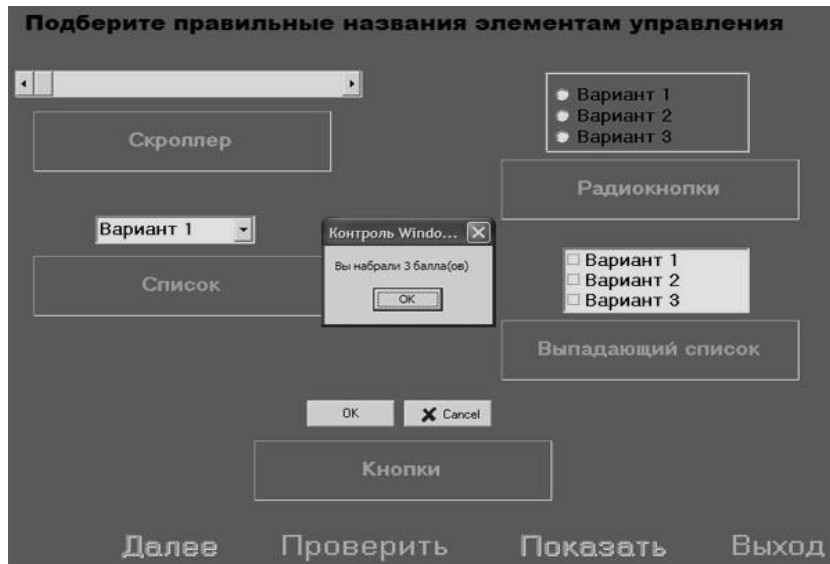 Подберите правильные названия элементам управления
Вариант 1
Вариант 2
Вариант 3
Скроллер
Радиокнопки
Вариант 1
Контроль Windo...
Вы набрали 3 балла(ов)
OK
Вариант 1
Вариант 2
Вариант 3
Список
Выпадающий список
OK
Cancel
Кнопки
Далее Проверить Показать Выход